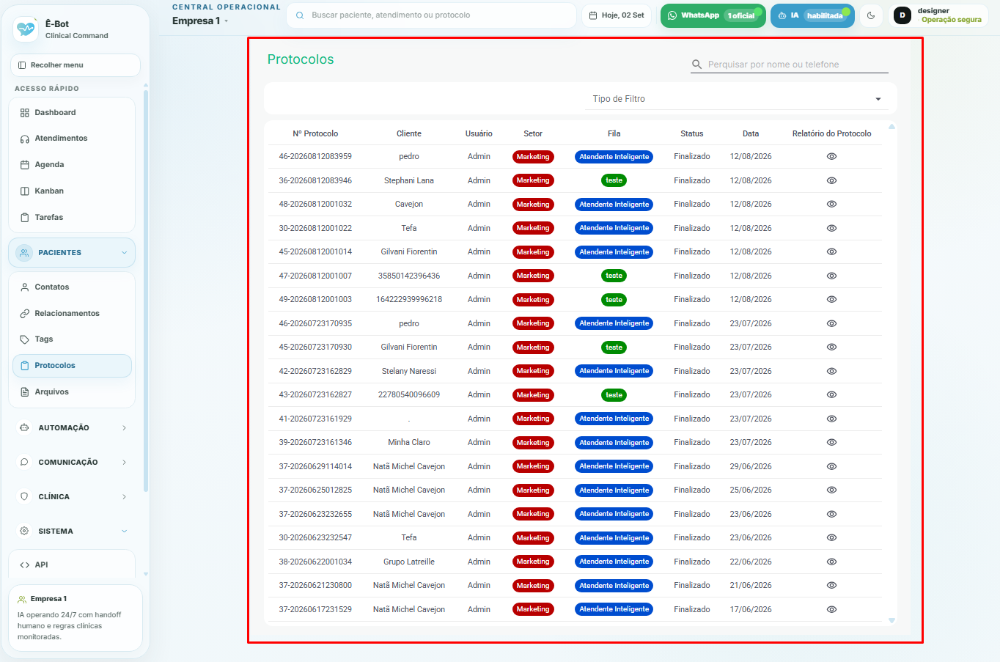 Ê-Bot
Clinical Command
Recolher menu
ACESSO RÁPIDO
Dashboard
Atendimentos
Agenda
Kanban
Tarefas
PACIENTES
Contatos
Relacionamentos
Tags
Protocolos
Arquivos
AUTOMAÇÃO
COMUNICAÇÃO
CLÍNICA
SISTEMA
API
Empresa 1
IA operando 24/7 com handoff
humano e regras clínicas
monitoradas.
CENTRAL OPERACIONAL
Empresa 1
Buscar paciente, atendimento ou protocolo
Hoje, 02 Set
WhatsApp 1 oficial
IA habilitada
D
designer
Operação segura
Protocolos
Perquisar por nome ou telefone
Tipo de Filtro
Nº Protocolo Cliente Usuário Setor Fila Status Data Relatório do Protocolo
46-20260812083959 pedro Admin Marketing Atendente Inteligente Finalizado 12/08/2026
36-20260812083946 Stephani Lana Admin Marketing teste Finalizado 12/08/2026
48-20260812001032 Cavejon Admin Marketing Atendente Inteligente Finalizado 12/08/2026
30-20260812001022 Tefa Admin Marketing Atendente Inteligente Finalizado 12/08/2026
45-20260812001014 Gilvani Fiorentin Admin Marketing Atendente Inteligente Finalizado 12/08/2026
47-20260812001007 35850142396436 Admin Marketing teste Finalizado 12/08/2026
49-20260812001003 164222939996218 Admin Marketing teste Finalizado 12/08/2026
46-20260723170935 pedro Admin Marketing Atendente Inteligente Finalizado 23/07/2026
45-20260723170930 Gilvani Fiorentin Admin Marketing teste Finalizado 23/07/2026
42-20260723162829 Stelany Naressi Admin Marketing Atendente Inteligente Finalizado 23/07/2026
43-20260723162827 22780540096609 Admin Marketing teste Finalizado 23/07/2026
41-20260723161929 . Admin Marketing Atendente Inteligente Finalizado 23/07/2026
39-20260723161346 Minha Claro Admin Marketing Atendente Inteligente Finalizado 23/07/2026
37-20260629114014 Natã Michel Cavejon Admin Marketing Atendente Inteligente Finalizado 29/06/2026
37-20260625012825 Natã Michel Cavejon Admin Marketing Atendente Inteligente Finalizado 25/06/2026
37-20260623232655 Natã Michel Cavejon Admin Marketing Atendente Inteligente Finalizado 23/06/2026
30-20260623232547 Tefa Admin Marketing Atendente Inteligente Finalizado 23/06/2026
38-20260622001034 Grupo Latreille Admin Marketing Atendente Inteligente Finalizado 22/06/2026
37-20260621230800 Natã Michel Cavejon Admin Marketing Atendente Inteligente Finalizado 21/06/2026
37-20260617231529 Natã Michel Cavejon Admin Marketing Atendente Inteligente Finalizado 17/06/2026